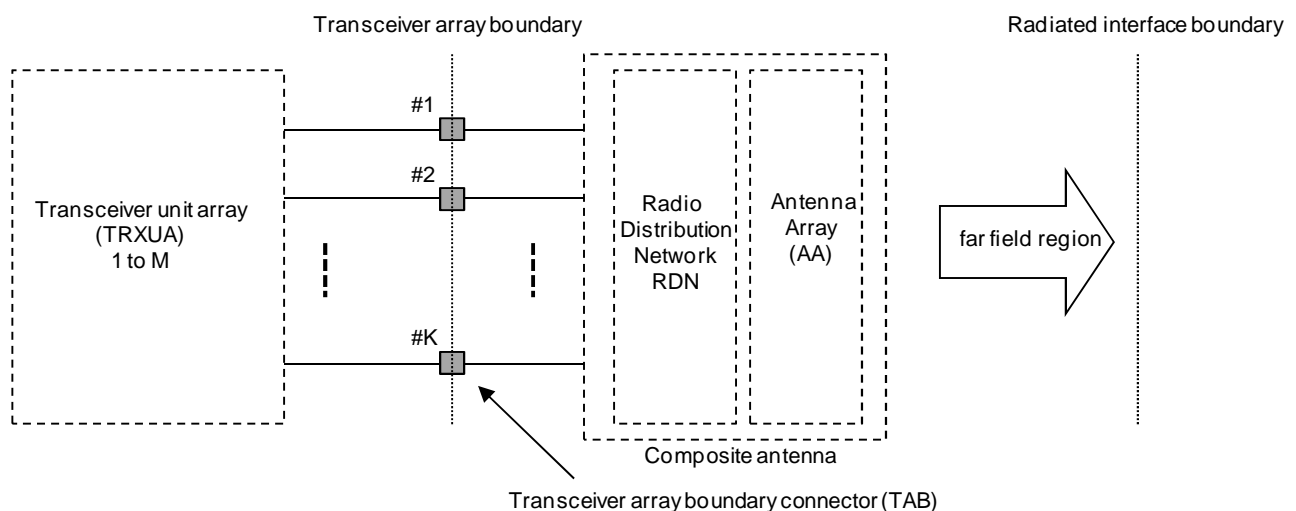 Transceiver array boundary
Radiated interface boundary
#1
#2
#K
Transceiver unit array
(TRXUA)
1 to M
Radio
Distribution
Network
RDN
Antenna
Array
(AA)
far field region
Composite antenna
Transceiver array boundary connector (TAB)